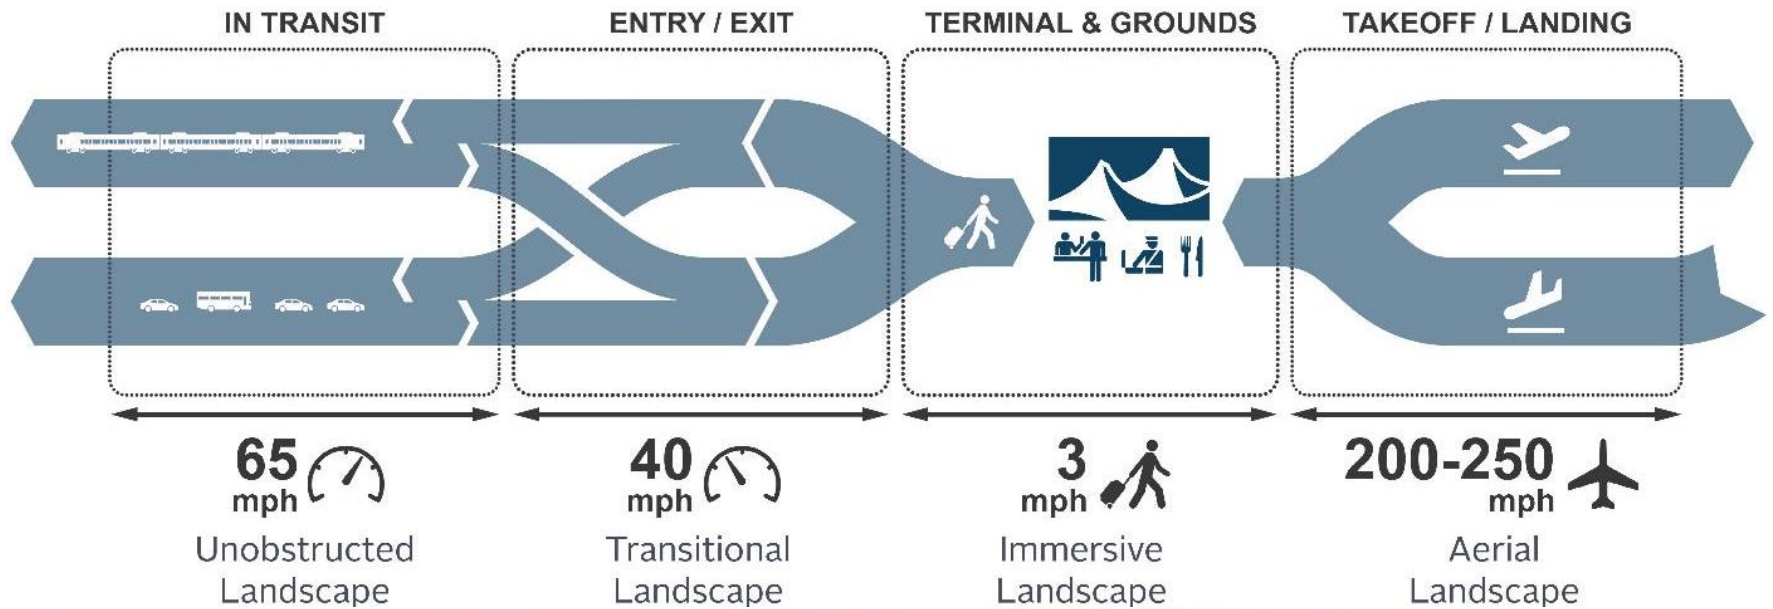 IN TRANSIT
ENTRY / EXIT
TERMINAL & GROUNDS
TAKEOFF / LANDING
65
mph
Unobstructed
Landscape
40
mph
Transitional
Landscape
3
mph
Immersive
Landscape
200-250
mph
Aerial
Landscape